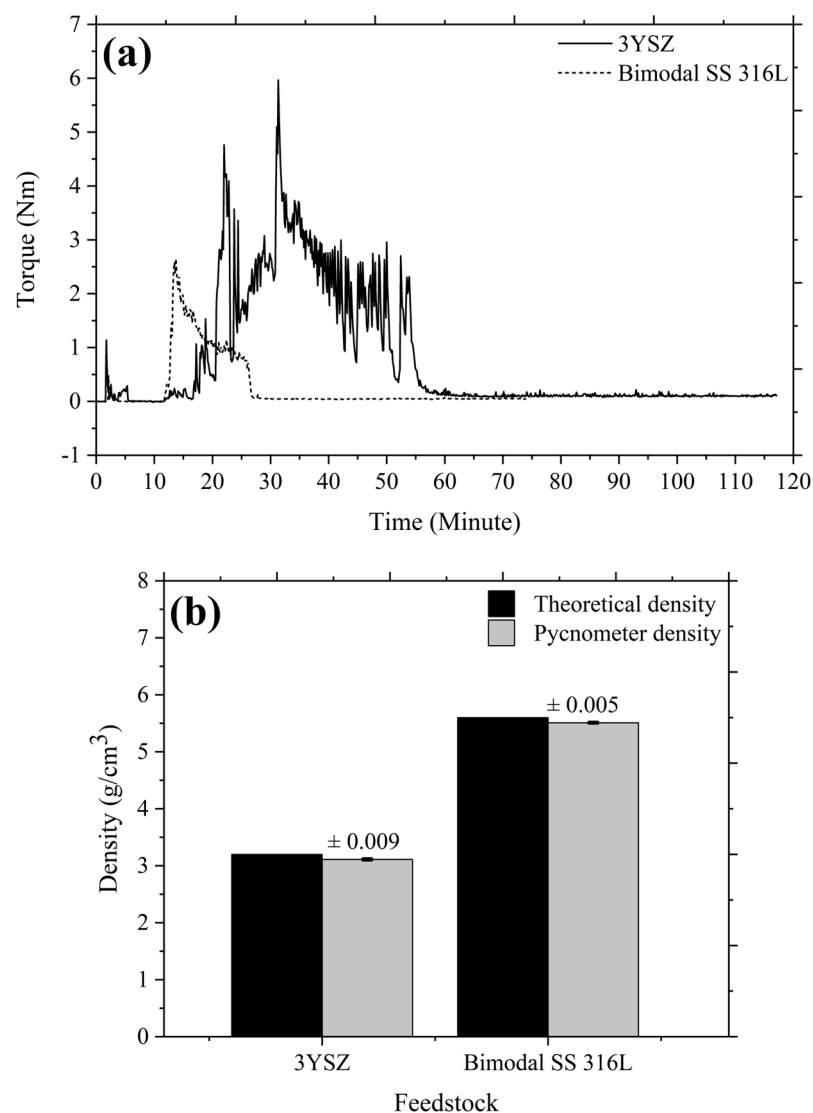 (a)
3YSZ
Bimodal SS 316L
7
6
5
4
3
2
1
0
-1
Torque (Nm)
0 10 20 30 40 50 60 70 80 90 100 110 120
Time (Minute)
(b)
Theoretical density
Pycnometer density
8
7
6
5
4
3
2
1
0
Density (g/cm³)
± 0.009
± 0.005
3YSZ Bimodal SS 316L
Feedstock